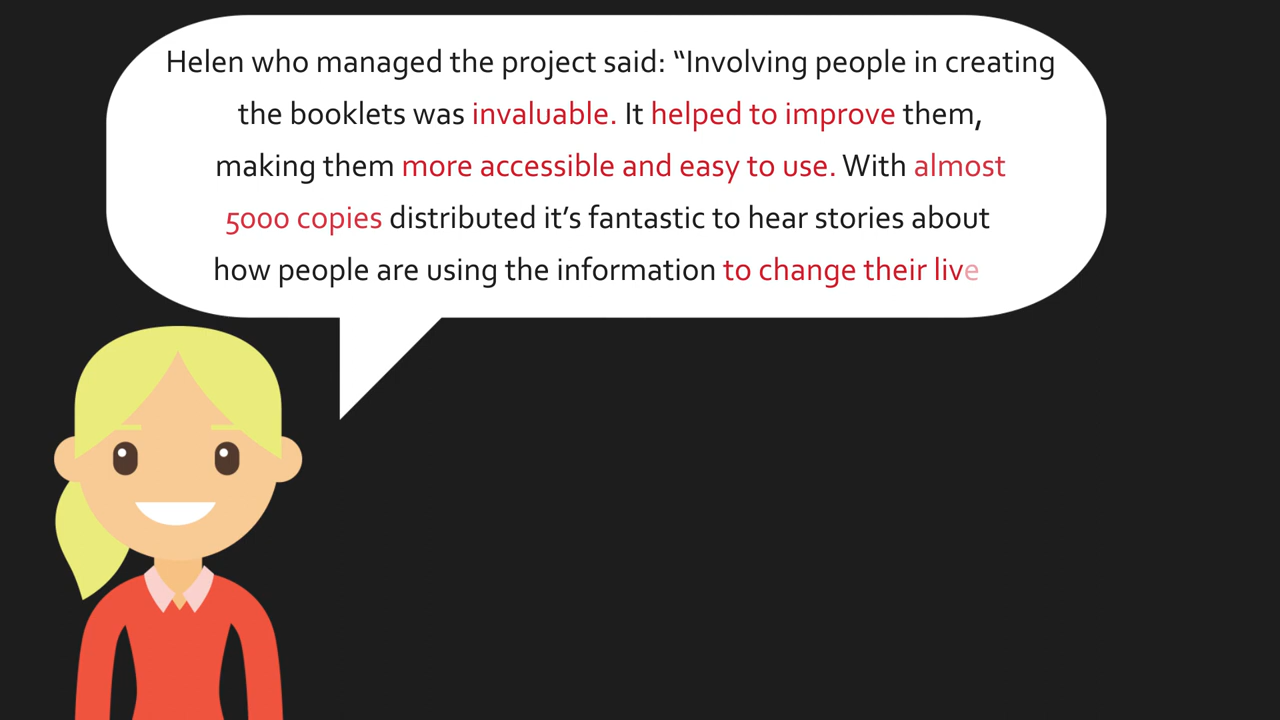 Helen who managed the project said: “Involving people in creating
the booklets was invaluable. It helped to improve them,
making them more accessible and easy to use. With almost
5000 copies distributed it’s fantastic to hear stories about
how people are using the information to change their live